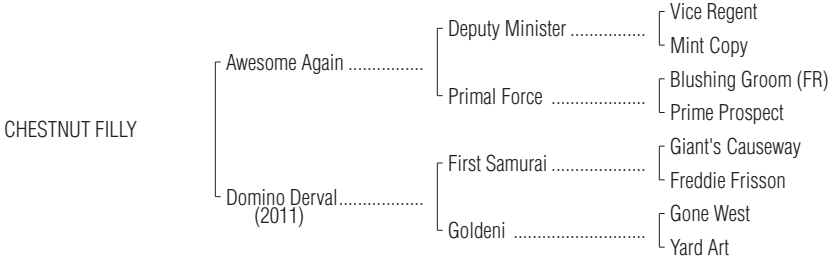 Vice Regent
Deputy Minister ................
Mint Copy
Awesome Again ................
Blushing Groom (FR)
Primal Force ....................
Prime Prospect
CHESTNUT FILLY
Giant's Causeway
First Samurai ....................
Freddie Frisson
Domino Derval..................
(2011)
Gone West
Goldeni ............................
Yard Art